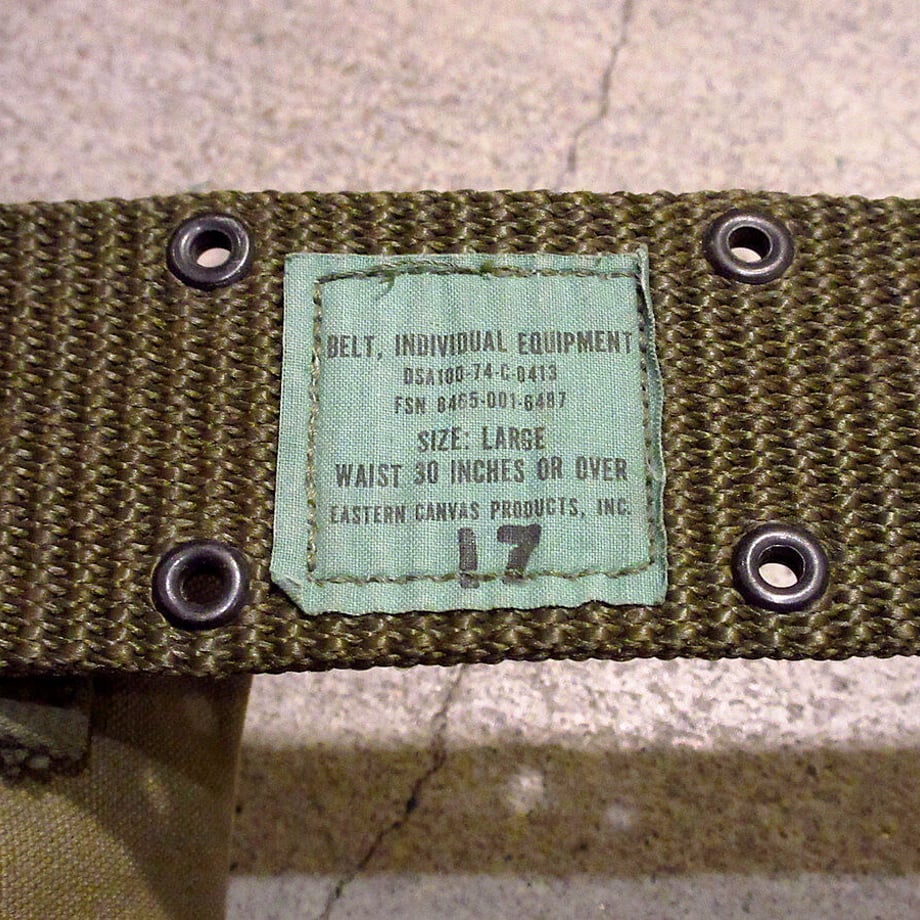 BELT, INDIVIDUAL EQUIPMENT
DSA100-74-C-0413
FSN 8465-001-6487
SIZE: LARGE
WAIST 30 INCHES OR OVER
EASTERN CANVAS PRODUCTS, INC.
17